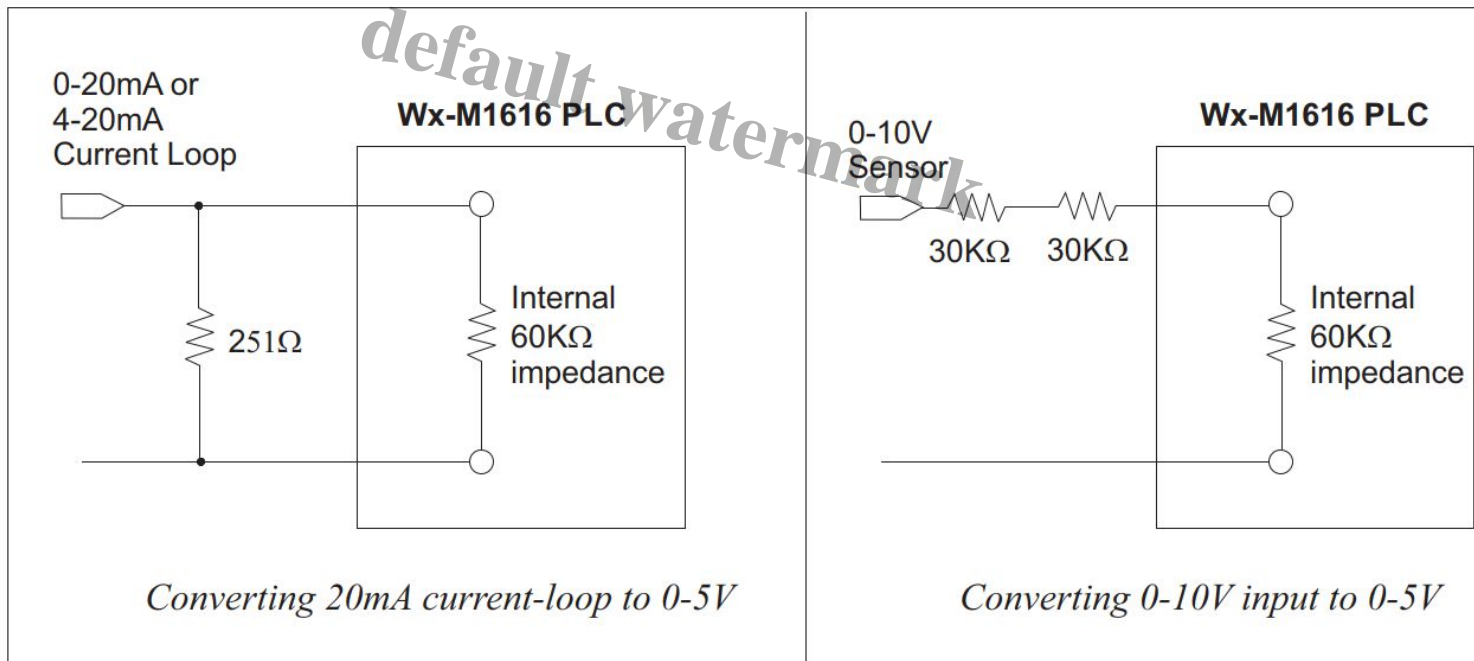 default watermark
0-20mA or
4-20mA
Current Loop
Wx-M1616 PLC
251Ω
Internal
60KΩ
impedance
Converting 20mA current-loop to 0-5V
0-10V
Sensor
Wx-M1616 PLC
30KΩ 30KΩ
Internal
60KΩ
impedance
Converting 0-10V input to 0-5V